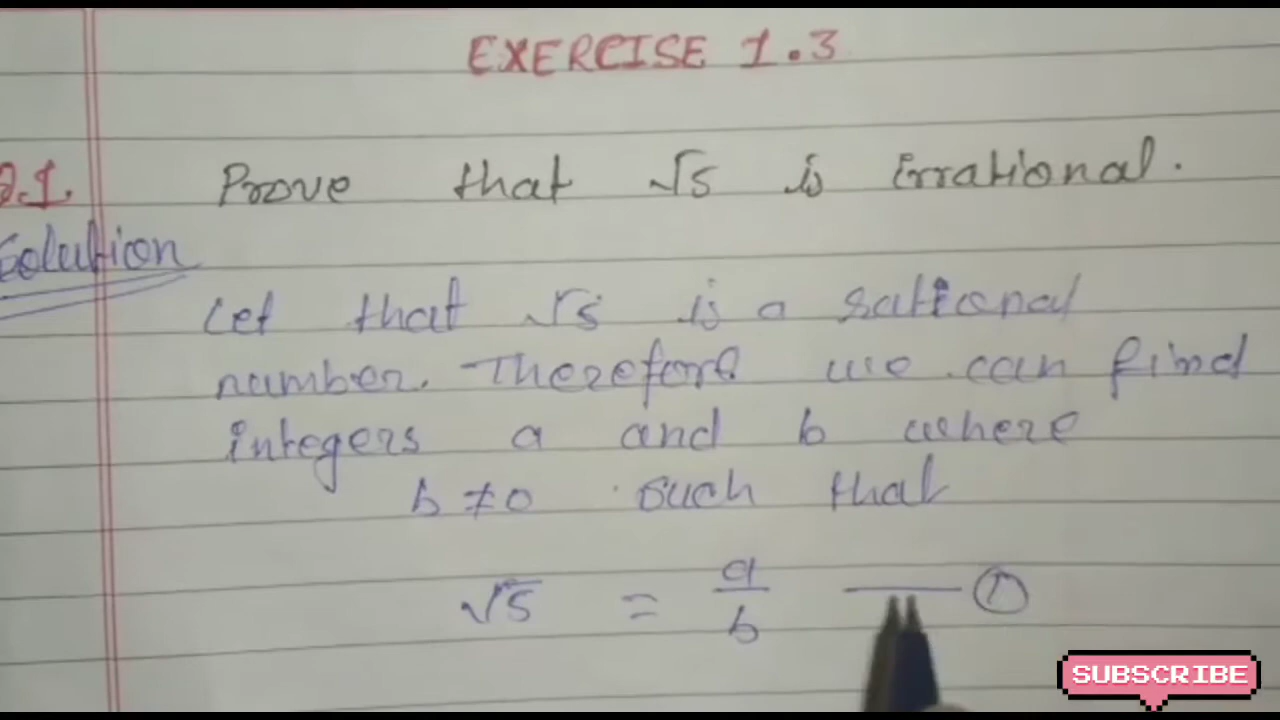 EXERCISE 1.3
Q.1. Prove that √5 is irrational.
Solution
Let that √5 is a rational
number. Therefore we can find
integers a and b where
b ≠ 0 such that
√5 = a/b — ①
SUBSCRIBE